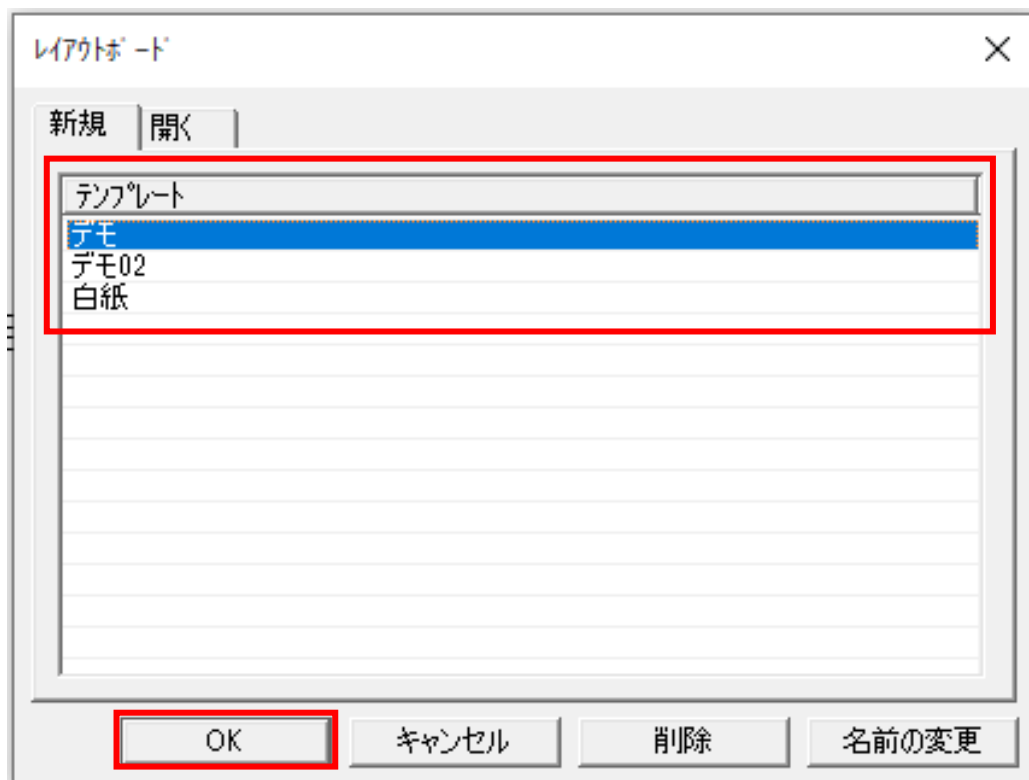 レイアウトボード
新規 開く
テンプレート
デモ
デモ02
白紙
OK キャンセル 削除 名前の変更